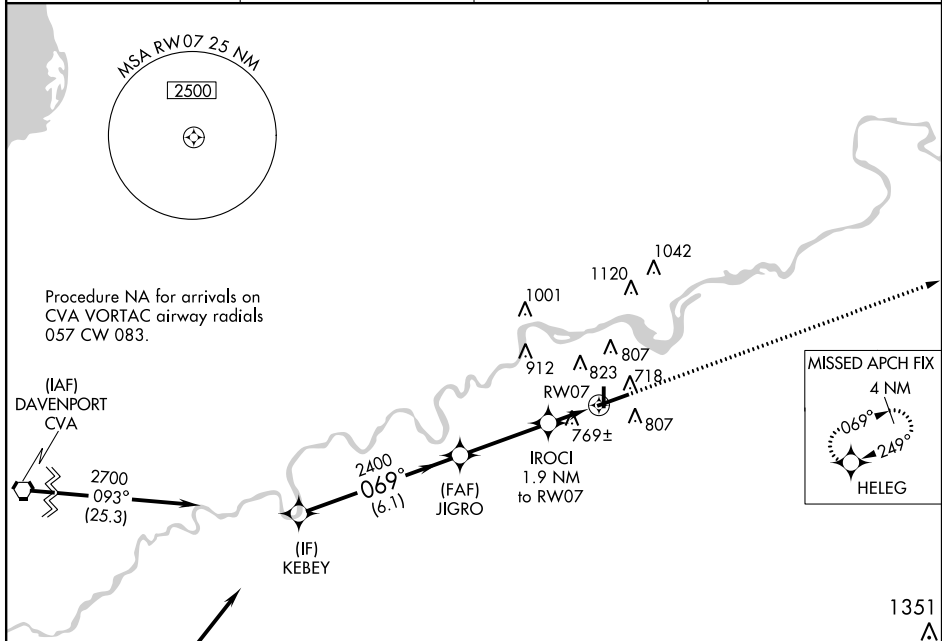 MSA RW07 25 NM
2500
Procedure NA for arrivals on
CVA VORTAC airway radials
057 CW 083.
1042
1120
1001
912
807
823
718
RW07
769±
807
IROCI
1.9 NM
to RW07
MISSED APCH FIX
4 NM
069°
249°
HELEG
(IAF)
DAVENPORT
CVA
2700
093°
(25.3)
2400
069°
(6.1)
(FAF)
JIGRO
(IF)
KEBEY
1351